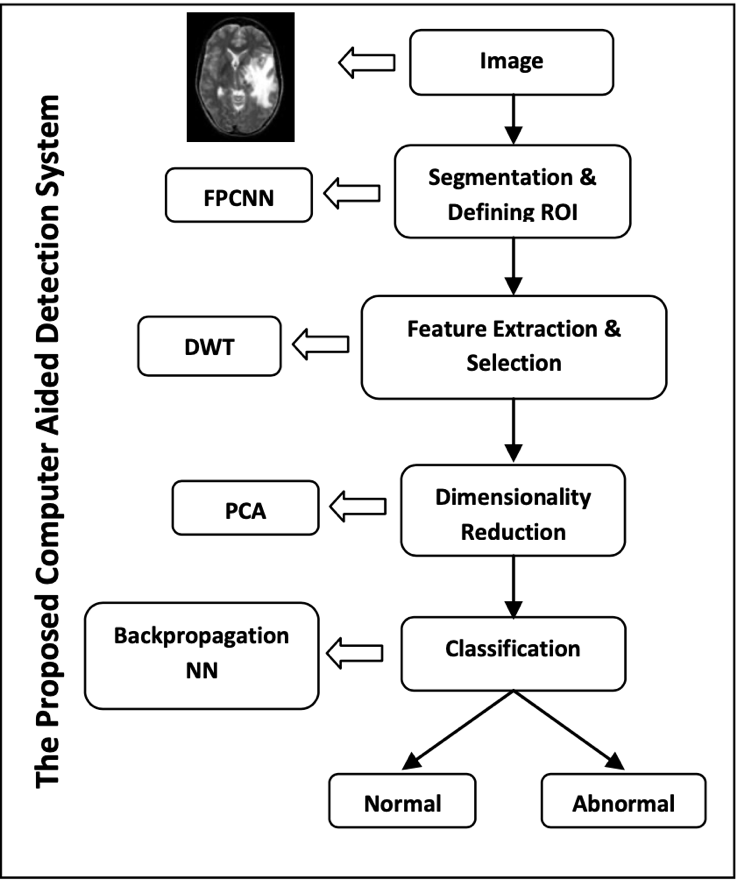 The Proposed Computer Aided Detection System
Image
Segmentation &
Defining ROI
FPCNN
Feature Extraction &
Selection
DWT
Dimensionality
Reduction
PCA
Classification
Backpropagation
NN
Normal
Abnormal